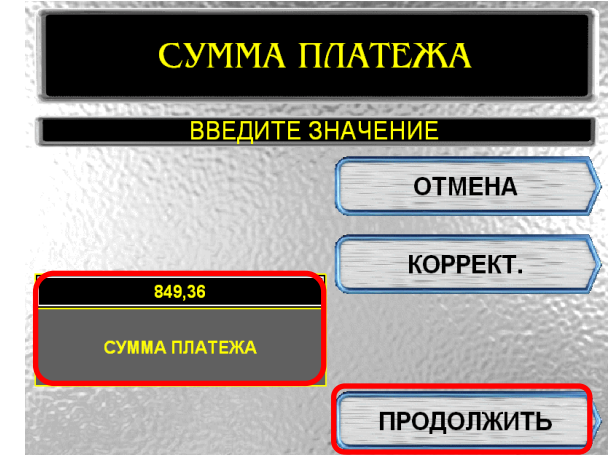 СУММА ПЛАТЕЖА
ВВЕДИТЕ ЗНАЧЕНИЕ
ОТМЕНА
КОРРЕКТ.
849,36
СУММА ПЛАТЕЖА
ПРОДОЛЖИТЬ